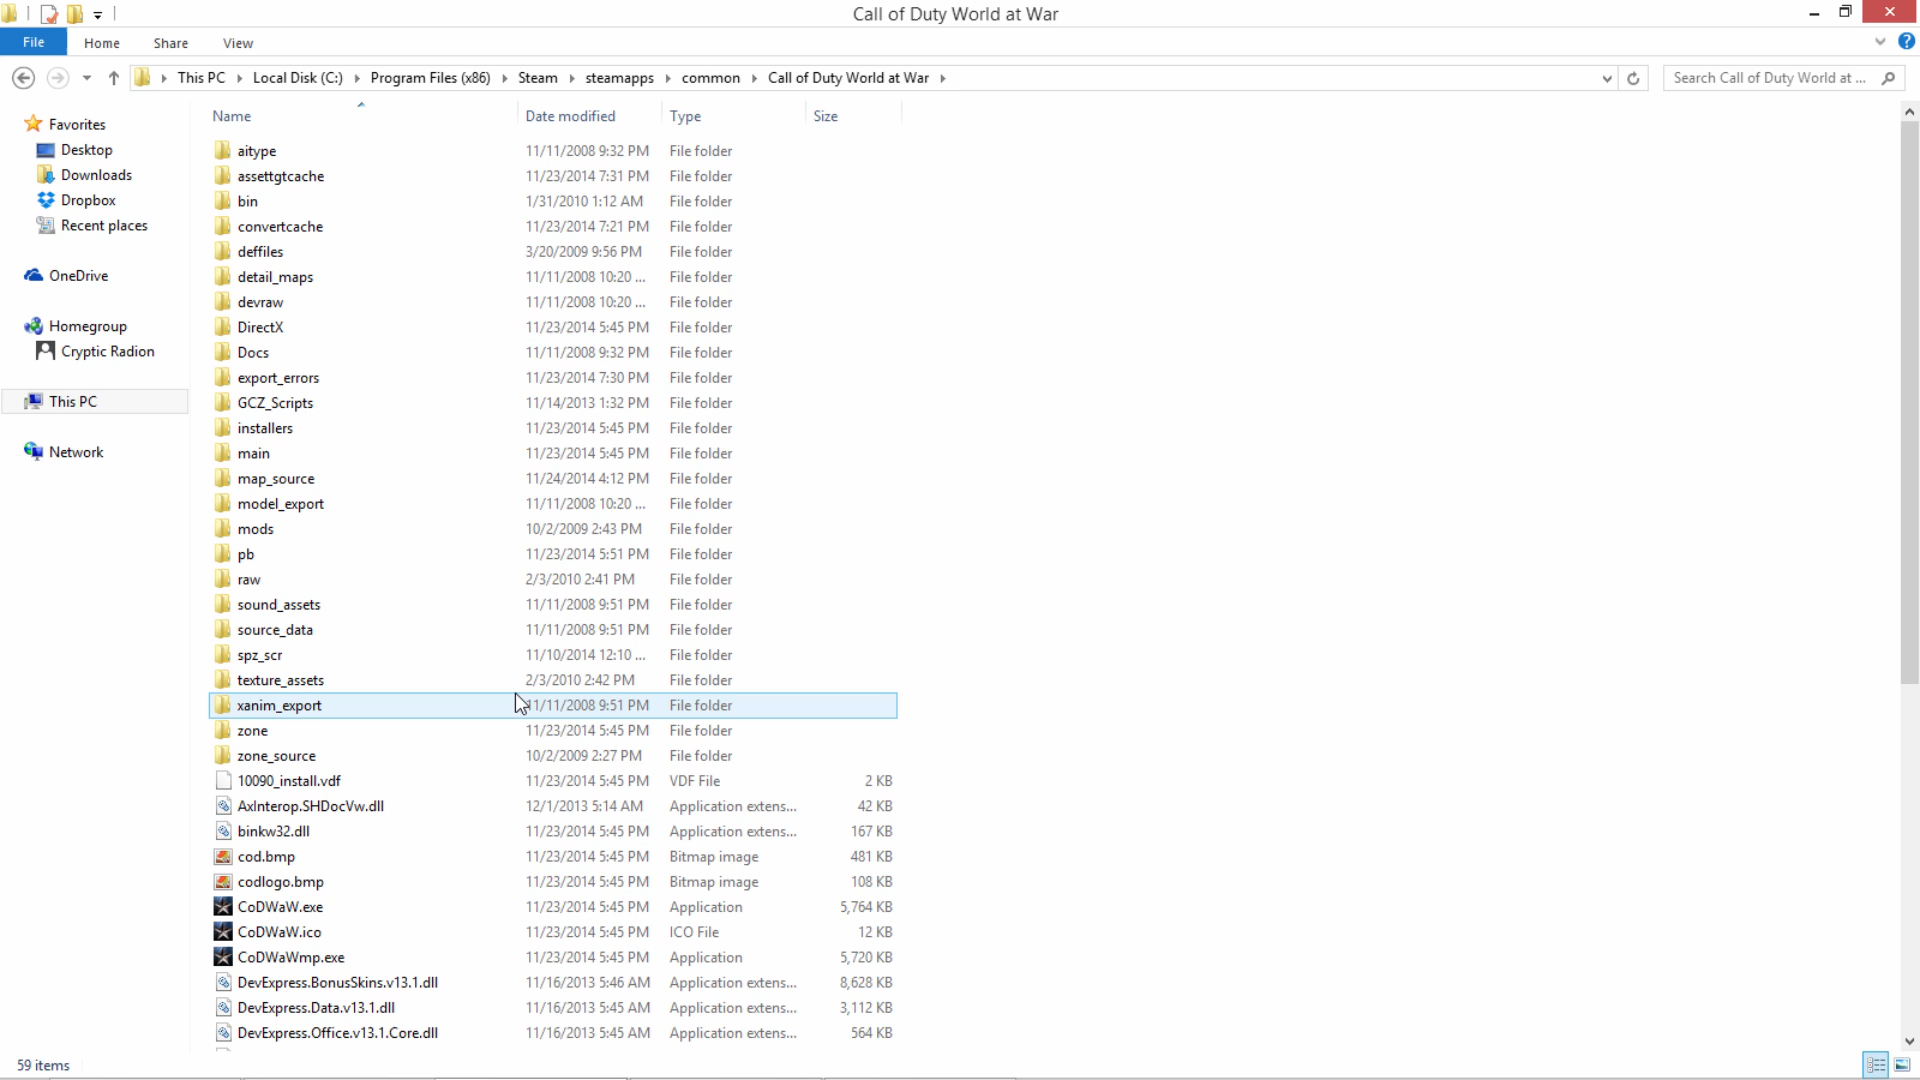 Call of Duty World at War
File Home Share View
This PC Local Disk (C:) Program Files (x86) Steam steamapps common Call of Duty World at War
Search Call of Duty World at ...
Name Date modified Type Size
Favorites
Desktop
Downloads
Dropbox
Recent places
OneDrive
Homegroup
Cryptic Radion
This PC
Network
aitype 11/11/2008 9:32 PM File folder
assettgtcache 11/23/2014 7:31 PM File folder
bin 1/31/2010 1:12 AM File folder
convertcache 11/23/2014 7:21 PM File folder
deffiles 3/20/2009 9:56 PM File folder
detail_maps 11/11/2008 10:20 ... File folder
devraw 11/11/2008 10:20 ... File folder
DirectX 11/23/2014 5:45 PM File folder
Docs 11/11/2008 9:32 PM File folder
export_errors 11/23/2014 7:30 PM File folder
GCZ_Scripts 11/14/2013 1:32 PM File folder
installers 11/23/2014 5:45 PM File folder
main 11/23/2014 5:45 PM File folder
map_source 11/24/2014 4:12 PM File folder
model_export 11/11/2008 10:20 ... File folder
mods 10/2/2009 2:43 PM File folder
pb 11/23/2014 5:51 PM File folder
raw 2/3/2010 2:41 PM File folder
sound_assets 11/11/2008 9:51 PM File folder
source_data 11/11/2008 9:51 PM File folder
spz_scr 11/10/2014 12:10 ... File folder
texture_assets 2/3/2010 2:42 PM File folder
xanim_export 11/11/2008 9:51 PM File folder
zone 11/23/2014 5:45 PM File folder
zone_source 10/2/2009 2:27 PM File folder
10090_install.vdf 11/23/2014 5:45 PM VDF File 2 KB
AxInterop.SHDocVw.dll 12/1/2013 5:14 AM Application extens... 42 KB
binkw32.dll 11/23/2014 5:45 PM Application extens... 167 KB
cod.bmp 11/23/2014 5:45 PM Bitmap image 481 KB
codlogo.bmp 11/23/2014 5:45 PM Bitmap image 108 KB
CoDWaW.exe 11/23/2014 5:45 PM Application 5,764 KB
CoDWaW.ico 11/23/2014 5:45 PM ICO File 12 KB
CoDWaWmp.exe 11/23/2014 5:45 PM Application 5,720 KB
DevExpress.BonusSkins.v13.1.dll 11/16/2013 5:46 AM Application extens... 8,628 KB
DevExpress.Data.v13.1.dll 11/16/2013 5:45 AM Application extens... 3,112 KB
DevExpress.Office.v13.1.Core.dll 11/16/2013 5:45 AM Application extens... 564 KB
59 items